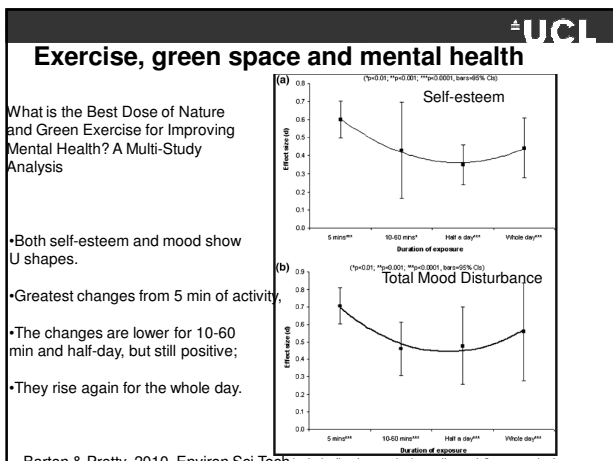 UCL
Exercise, green space and mental health
What is the Best Dose of Nature
and Green Exercise for Improving
Mental Health? A Multi-Study
Analysis
•Both self-esteem and mood show
U shapes.
•Greatest changes from 5 min of activity,
•The changes are lower for 10-60
min and half-day, but still positive;
•They rise again for the whole day.
(a)
(*p<0.01; **p<0.001; ***p<0.0001, bars=95% CIs)
Self-esteem
Effect size (d)
0.8
0.7
0.6
0.5
0.4
0.3
0.2
0.1
0.0
5 mins*** 10-60 mins* Half a day*** Whole day***
Duration of exposure
(b)
(*p<0.01; **p<0.001; ***p<0.0001, bars=95% CIs)
Total Mood Disturbance
Effect size (d)
0.9
0.8
0.7
0.6
0.5
0.4
0.3
0.2
0.1
0.0
5 mins*** 10-60 mins*** Half a day*** Whole day***
Duration of exposure
Barton & Pretty, 2010, Environ Sci Tech